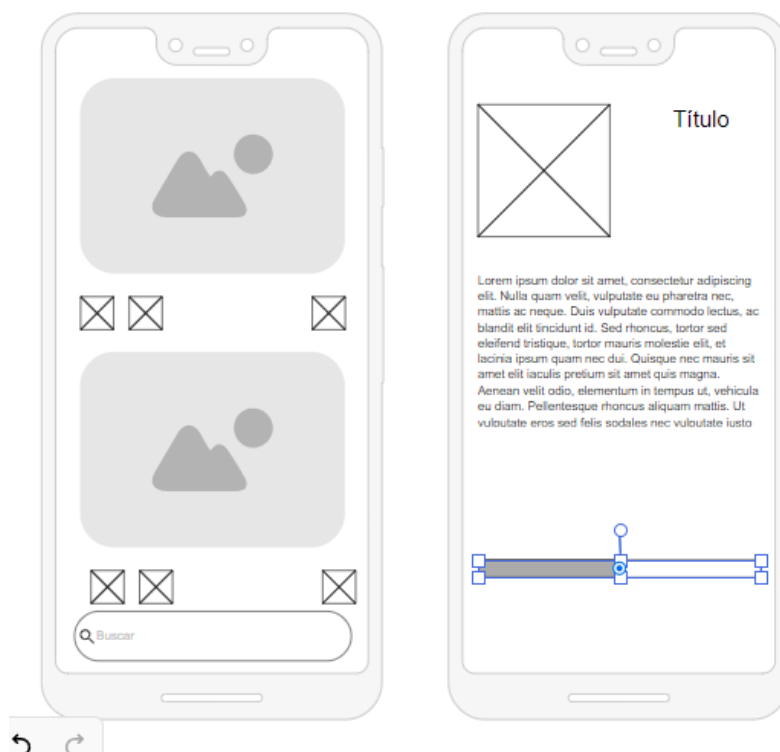 Título
Lorem ipsum dolor sit amet, consectetur adipiscing
elit. Nulla quam velit, vulputate eu pharetra nec,
mattis ac neque. Duis vulputate commodo lectus, ac
blandit elit tincidunt id. Sed rhoncus, tortor sed
eleifend tristique, tortor mauris molestie elit, et
lacinia ipsum quam nec dui. Quisque nec mauris sit
amet elit iaculis pretium sit amet quis magna.
Aenean velit odio, elementum in tempus ut, vehicula
eu diam. Pellentesque rhoncus aliquam mattis. Ut
vulputate eros sed felis sodales nec vulputate justo
Buscar